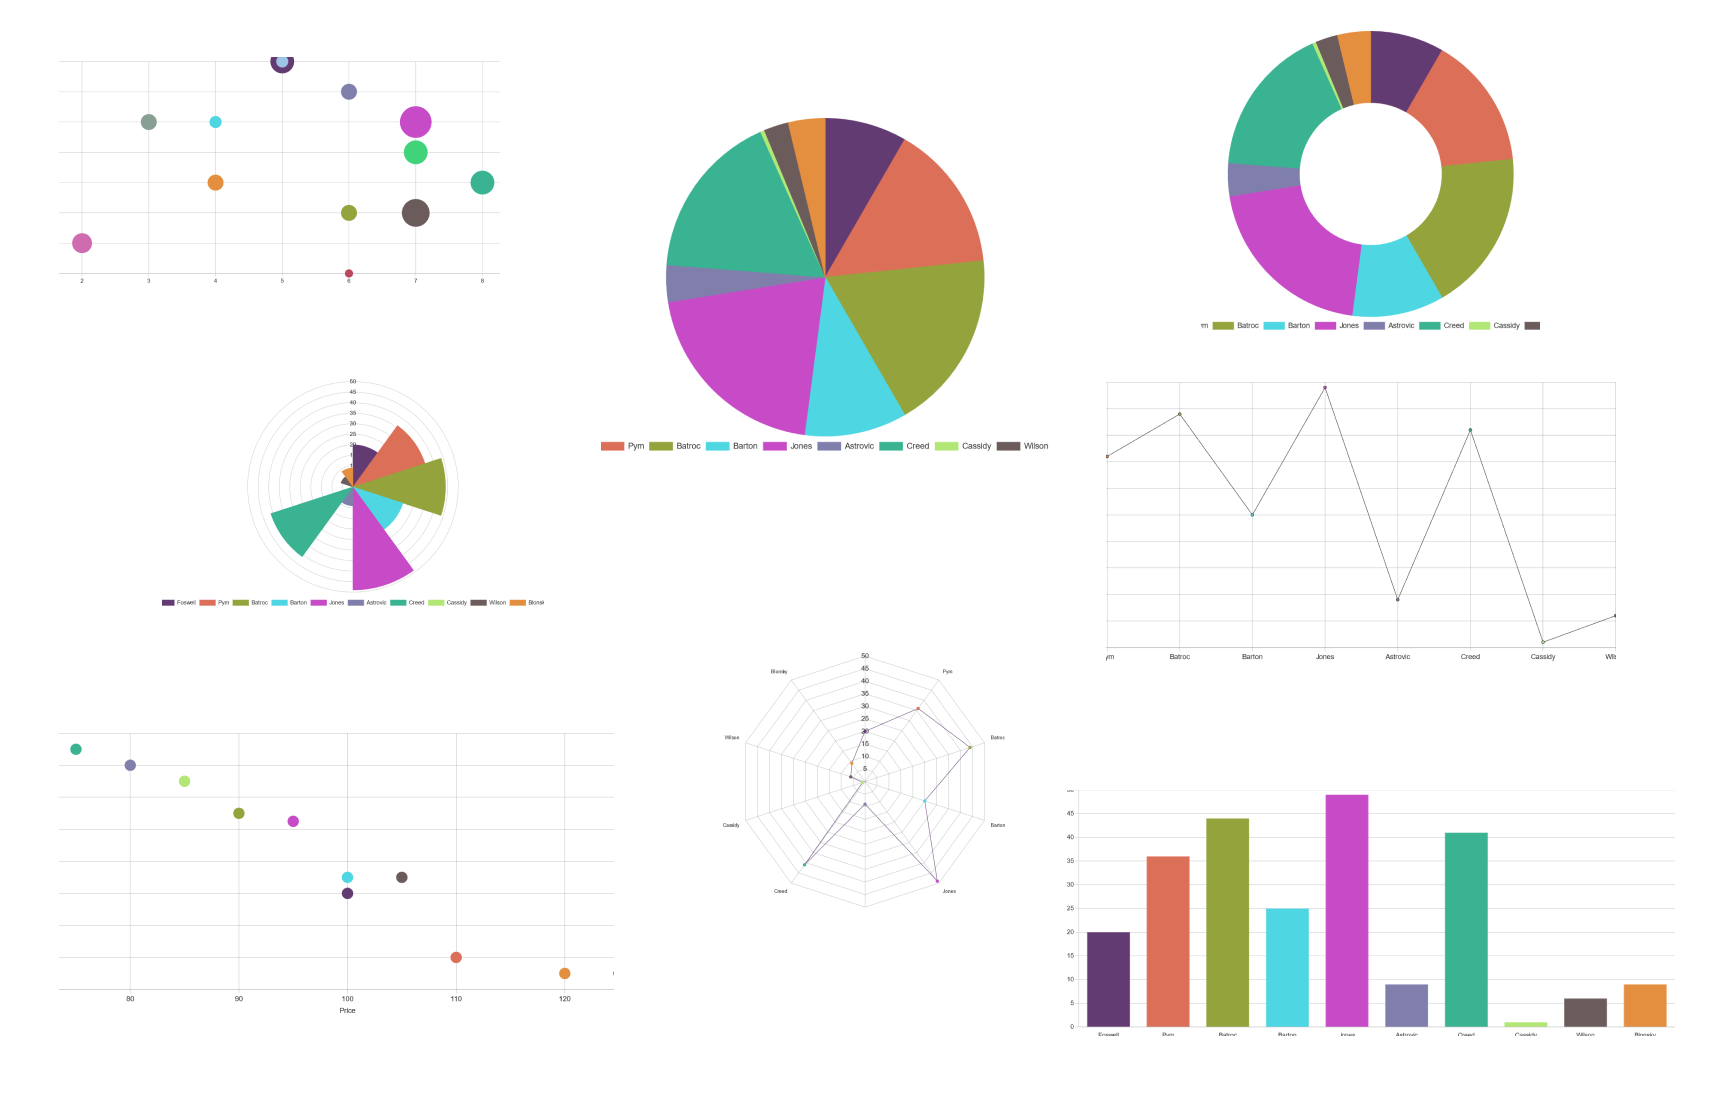 2 3 4 5 6 7 8
Pym Batroc Barton Jones Astrovic Creed Cassidy Wilson
Batroc Barton Jones Astrovic Creed Cassidy
50
45
40
35
30
25
20
Foswell Pym Batroc Barton Jones Astrovic Creed Cassidy Wilson Blonsk
Batroc Barton Jones Astrovic Creed Cassidy
80 90 100 110 120
Price
50
45
40
35
30
25
20
15
10
5
Pym
Batroc
Barton
Jones
Creed
Cassidy
Wilson
Blonsky
45
40
35
30
25
20
15
10
5
0
Foswell Pym Batroc Barton Jones Astrovic Creed Cassidy Wilson Blonsky